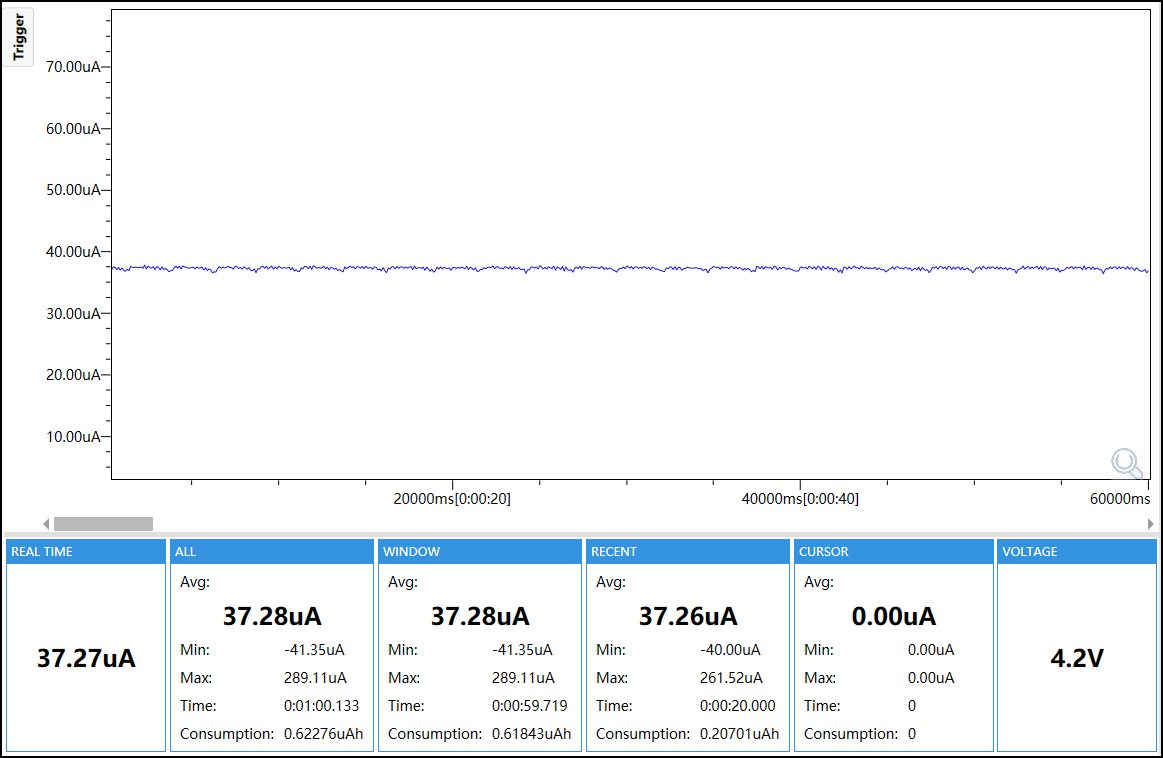 Trigger
70.00uA
60.00uA
50.00uA
40.00uA
30.00uA
20.00uA
10.00uA
20000ms[0:00:20] 40000ms[0:00:40] 60000ms
REAL TIME
37.27uA
ALL
Avg:
37.28uA
Min: -41.35uA
Max: 289.11uA
Time: 0:01:00.133
Consumption: 0.62276uAh
WINDOW
Avg:
37.28uA
Min: -41.35uA
Max: 289.11uA
Time: 0:00:59.719
Consumption: 0.61843uAh
RECENT
Avg:
37.26uA
Min: -40.00uA
Max: 261.52uA
Time: 0:00:20.000
Consumption: 0.20701uAh
CURSOR
Avg:
0.00uA
Min: 0.00uA
Max: 0.00uA
Time: 0
Consumption: 0
VOLTAGE
4.2V